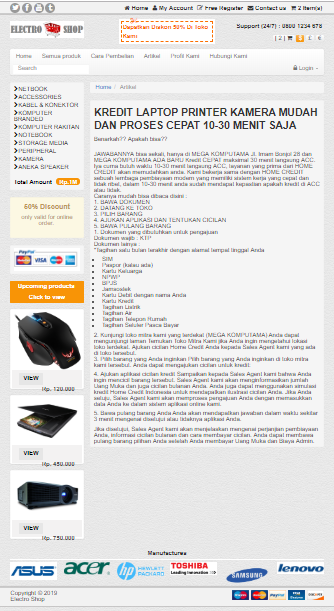 Home My Account Free Register Contact us 2 Item(s)
ELECTRO SHOP
Dapatkan Diskon 50% Di Toko Kami
Support (24/7) : 0800 1234 678
Home Semua produk Cara Pembelian Artikel Profil Kami Hubungi Kami
Search
Login
NETBOOK
ACCESSORIES
KABEL & KONEKTOR
KOMPUTER BRANDED
KOMPUTER RAKITAN
NOTEBOOK
STORAGE MEDIA
PERIPHERAL
KAMERA
ANEKA SPEAKER
Total Amount
50% Discount
only valid for online order.
PayPal
Upcoming products
Click to view
VIEW
Rp. 120.000
VIEW
Rp. 450.000
VIEW
Rp. 750.000
Home / Artikel
KREDIT LAPTOP PRINTER KAMERA MUDAH
DAN PROSES CEPAT 10-30 MENIT SAJA
Benarkah?? Apakah bisa??
JAWABANNYA bisa sekali, hanya di MEGA KOMPUTAMA Jl. Imam Bonjol 28 dan
MEGA KOMPUTAMA ADA BARU Kredit CEPAT maksimal 30 menit langsung ACC.
Iya cuma butuh waktu 10-30 menit langsung ACC, layanan yang prima dari HOME
CREDIT akan memudahkan anda. Kami bekerja sama dengan HOME CREDIT
sebuah lembaga pembiayaan modern yang memiliki sistem kerja yang cepat dan
tidak ribet, dalam 10-30 menit anda sudah mendapat kepastian apakah kredit di ACC
atau tidak.
Caranya mudah bisa dibaca disini :
1. BAWA DOKUMEN
2. DATANG KE TOKO
3. PILIH BARANG
4. AJUKAN APLIKASI DAN TENTUKAN CICILAN
5. BAWA PULANG BARANG
1. Dokumen yang dibutuhkan untuk pengajuan
Dokumen wajib : KTP
Dokumen lainya :
*Tagihan satu bulan terakhir dengan alamat tempat tinggal Anda
SIM
Paspor (kalau ada)
Kartu Keluarga
NPWP
BPJS
Jamsostek
Kartu Debit dengan nama Anda
Kartu Kredit
Tagihan Listrik
Tagihan Air
Tagihan Telepon Rumah
Tagihan Seluler Pasca Bayar
2. Kunjungi toko mitra kami yang terdekat (MEGA KOMPUTAMA) Anda dapat
mengunjungi laman Temukan Toko Mitra Kami jika Anda ingin mengetahui lokasi
toko terdekat. Ajukan cicilan Home Credit Anda kepada Sales Agent kami yang ada
di toko tersebut.
3. Pilih barang yang Anda inginkan Pilih barang yang Anda inginkan di toko mitra
kami tersebut. Anda dapat mengajukan cicilan untuk kredit.
4. Ajukan aplikasi cicilan kredit Sampaikan kepada Sales Agent kami bahwa Anda
ingin mencicil barang tersebut. Sales Agent kami akan menginformasikan jumlah
Uang Muka dan juga cicilan bulanan Anda. Anda juga dapat menggunakan simulasi
kredit Home Credit Indonesia untuk mendapatkan ilustrasi cicilan Anda. Jika Anda
setuju, Sales Agent kami akan memproses pengajuan Anda dengan memasukkan
data Anda ke dalam sistem aplikasi online kami.
5. Bawa pulang barang Anda Anda akan mendapatkan jawaban dalam waktu sekitar
3 menit mengenai disetujui atau tidaknya aplikasi Anda.
Jika disetujui, Sales Agent kami akan menjelaskan mengenai perjanjian pembiayaan
Anda, informasi cicilan bulanan dan cara membayar cicilan. Anda dapat membawa
pulang barang pilihan Anda setelah Anda membayar Uang Muka dan Biaya Admin.
Manufactures
ASUS acer hp HEWLETT PACKARD TOSHIBA Leading Innovation SAMSUNG lenovo
Copyright © 2019
Electro Shop
PayPal VISA